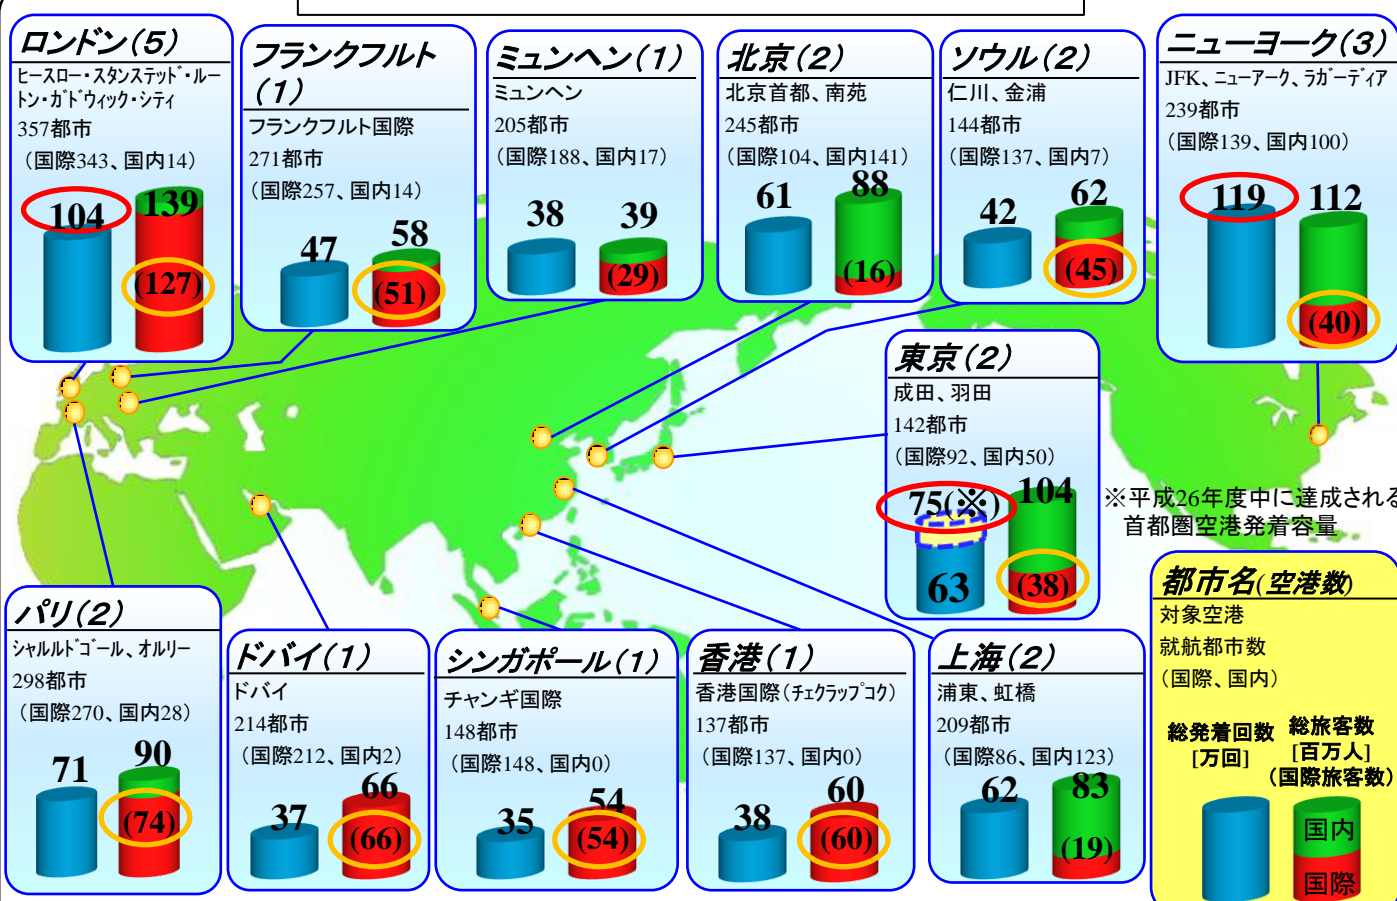 ロンドン(5)
ヒースロー・スタンステッド・ルー
トン・ガドウィック・シティ
357都市
(国際343、国内14)
104
139
(127)
フランクフルト
(1)
フランクフルト国際
271都市
(国際257、国内14)
47
58
(51)
ミュンヘン(1)
ミュンヘン
205都市
(国際188、国内17)
38
39
(29)
北京(2)
北京首都、南苑
245都市
(国際104、国内141)
61
88
(16)
ソウル(2)
仁川、金浦
144都市
(国際137、国内7)
42
62
(45)
ニューヨーク(3)
JFK、ニューアーク、ラガーディア
239都市
(国際139、国内100)
119
112
(40)
東京(2)
成田、羽田
142都市
(国際92、国内50)
75(※)
104
63
(38)
※平成26年度中に達成される
首都圏空港発着容量
パリ(2)
シャルルドゴール、オルリー
298都市
(国際270、国内28)
71
90
(74)
ドバイ(1)
ドバイ
214都市
(国際212、国内2)
37
66
(66)
シンガポール(1)
チャンギ国際
148都市
(国際148、国内0)
35
54
(54)
香港(1)
香港国際(チェクラップコク)
137都市
(国際137、国内0)
38
60
(60)
上海(2)
浦東、虹橋
209都市
(国際86、国内123)
62
83
(19)
都市名(空港数)
対象空港
就航都市数
(国際、国内)
総発着回数
[万回]
総旅客数
[百万人]
(国際旅客数)
国内
国際